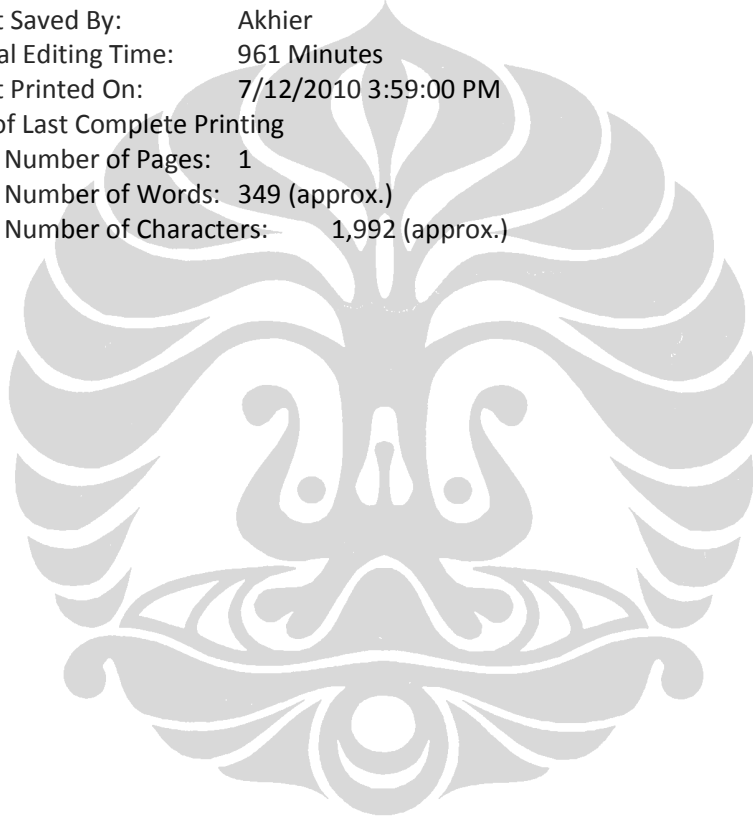 t Saved By: Akhier
al Editing Time: 961 Minutes
t Printed On: 7/12/2010 3:59:00 PM
of Last Complete Printing
Number of Pages: 1
Number of Words: 349 (approx.)
Number of Characters: 1,992 (approx.)